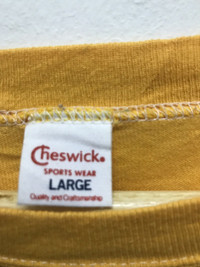 Cheswick®
SPORTS WEAR
LARGE
Quality and Craftsmanship